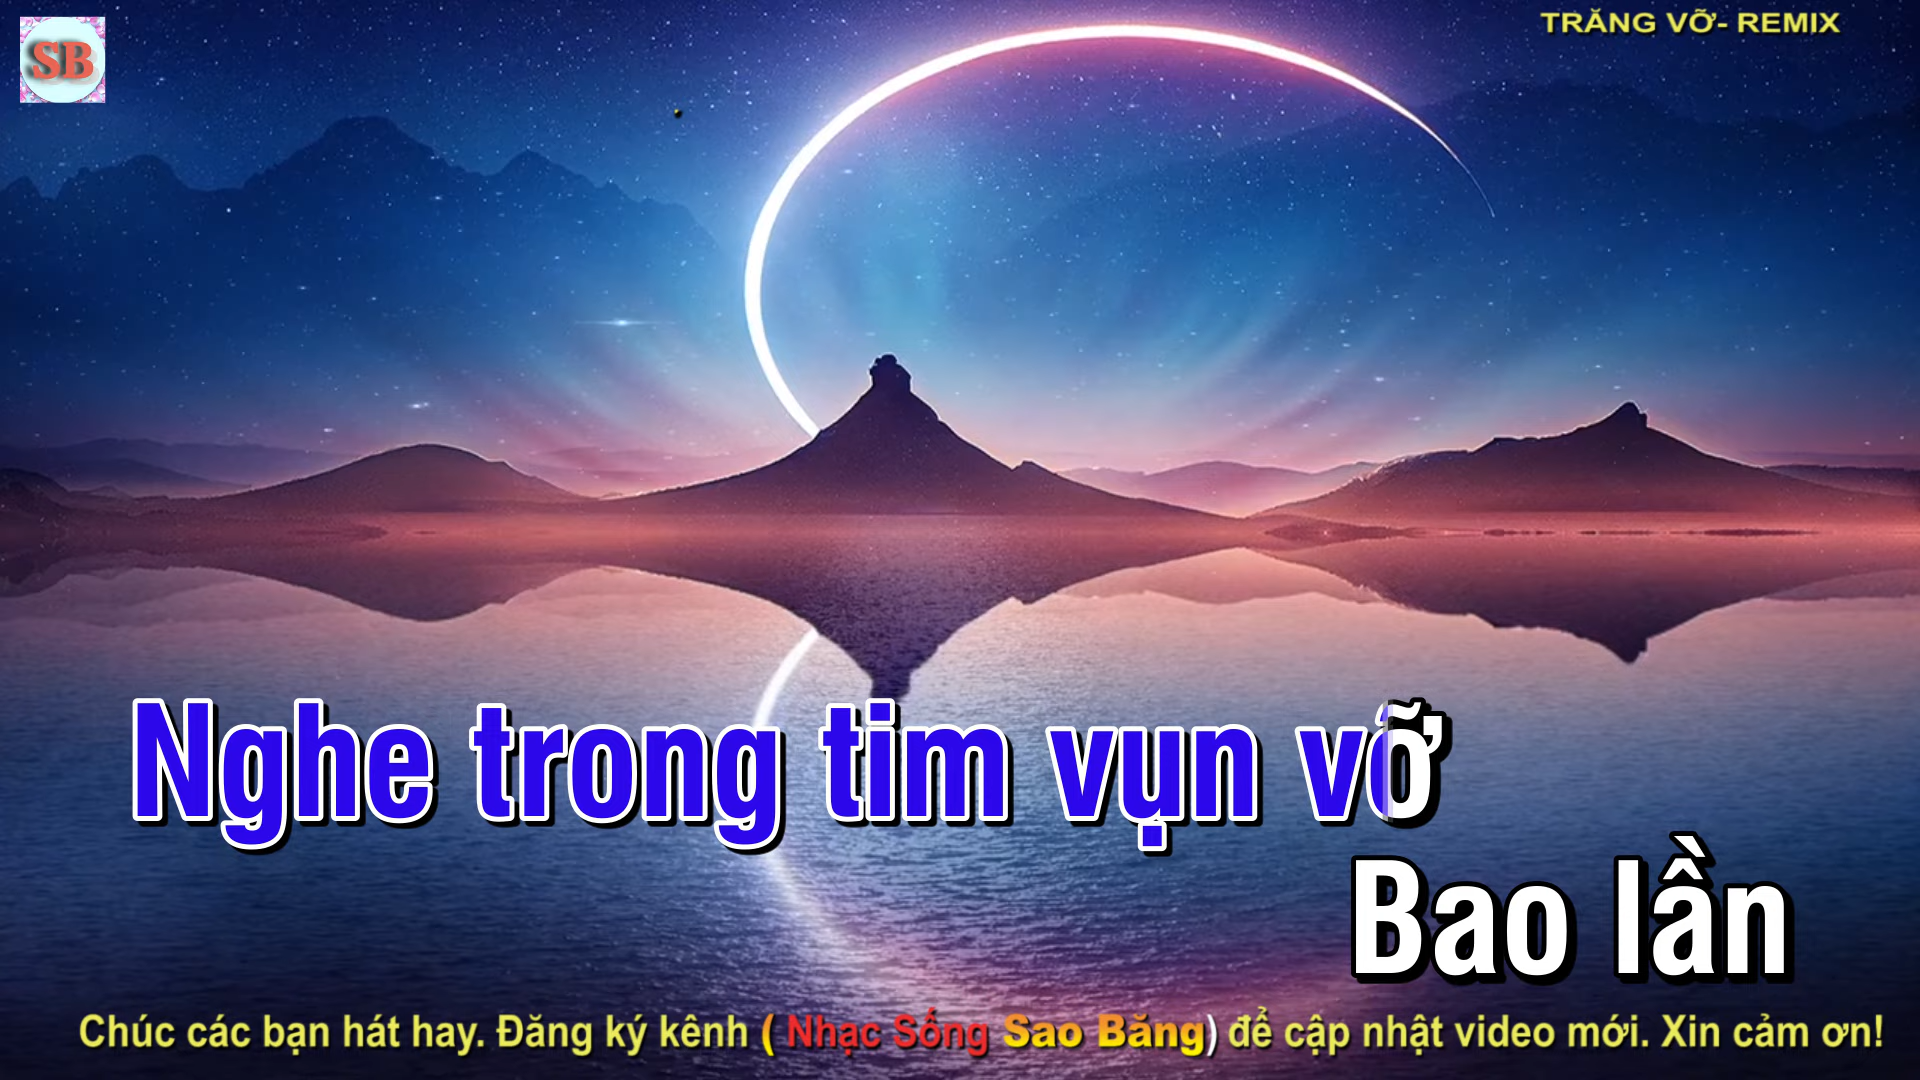 SB
TRĂNG VỠ- REMIX
Nghe trong tim vụn vỡ
Bao lần
Chúc các bạn hát hay. Đăng ký kênh ( Nhạc Sống Sao Băng) để cập nhật video mới. Xin cảm ơn!